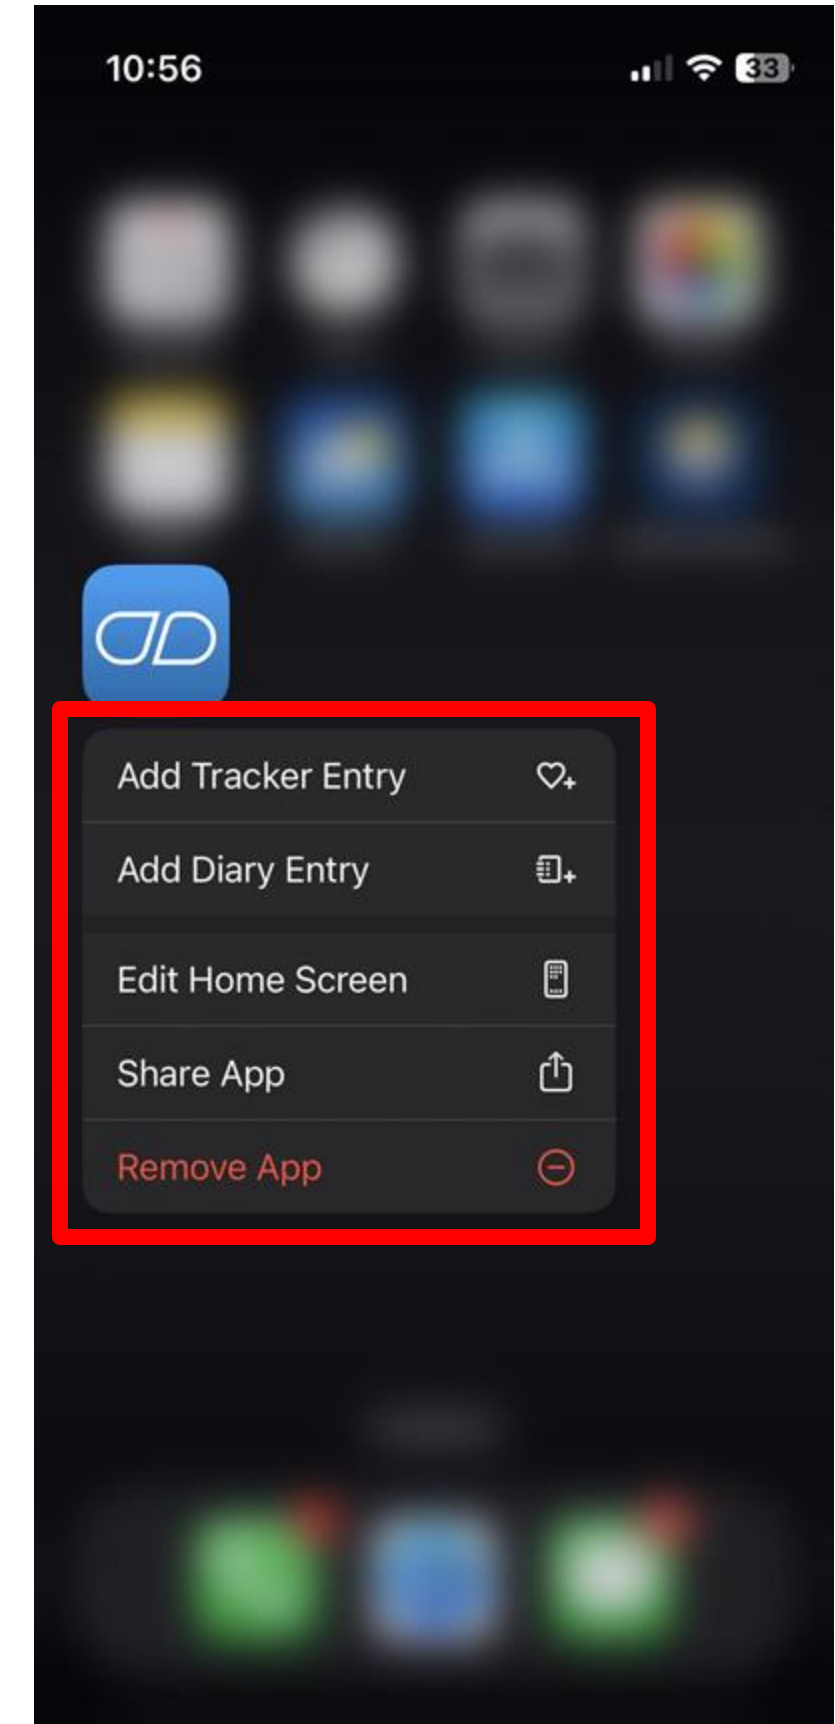 10:56
33
Add Tracker Entry
Add Diary Entry
Edit Home Screen
Share App
Remove App